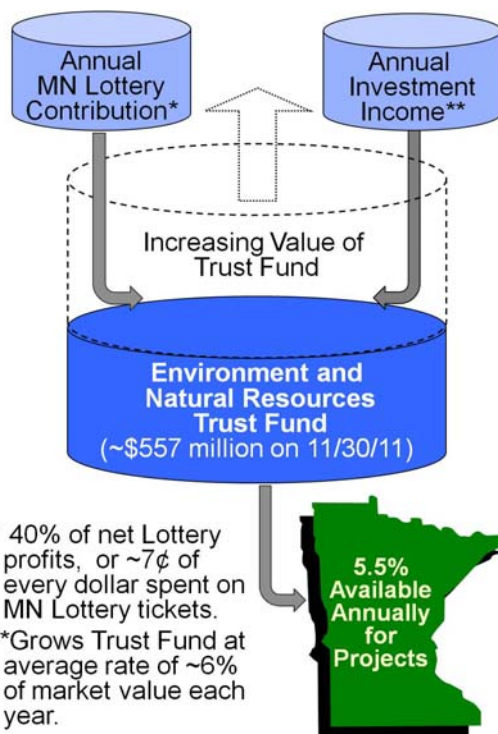 Annual
MN Lottery
Contribution*
Annual
Investment
Income**
Increasing Value of
Trust Fund
Environment and
Natural Resources
Trust Fund
(~$557 million on 11/30/11)
40% of net Lottery
profits, or ~7¢ of
every dollar spent on
MN Lottery tickets.
*Grows Trust Fund at
average rate of ~6%
of market value each
year.
5.5%
Available
Annually
for
Projects